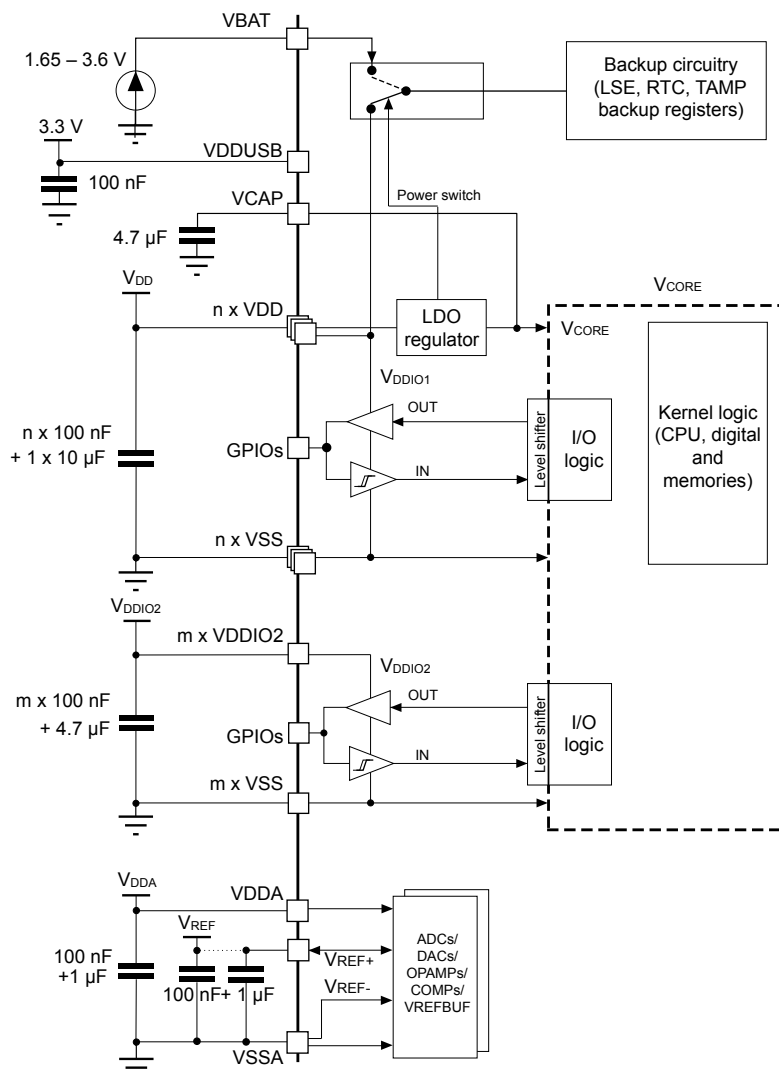 VBAT
1.65 – 3.6 V
Backup circuitry
(LSE, RTC, TAMP
backup registers)
3.3 V
VDDUSB
100 nF
Power switch
VCAP
4.7 µF
VDD
n x VDD
LDO
regulator
VCORE
VCORE
VDDIO1
OUT
Level shifter
I/O
logic
Kernel logic
(CPU, digital
and
memories)
n x 100 nF
+ 1 x 10 µF
GPIOs
IN
n x VSS
VDDIO2
m x VDDIO2
VDDIO2
OUT
Level shifter
I/O
logic
m x 100 nF
+ 4.7 µF
GPIOs
IN
m x VSS
VDDA
VDDA
VREF
100 nF
+1 µF
VREF+
100 nF
+ 1 µF
VREF-
ADCs/
DACs/
OPAMPs/
COMPs/
VREFBUF
VSSA